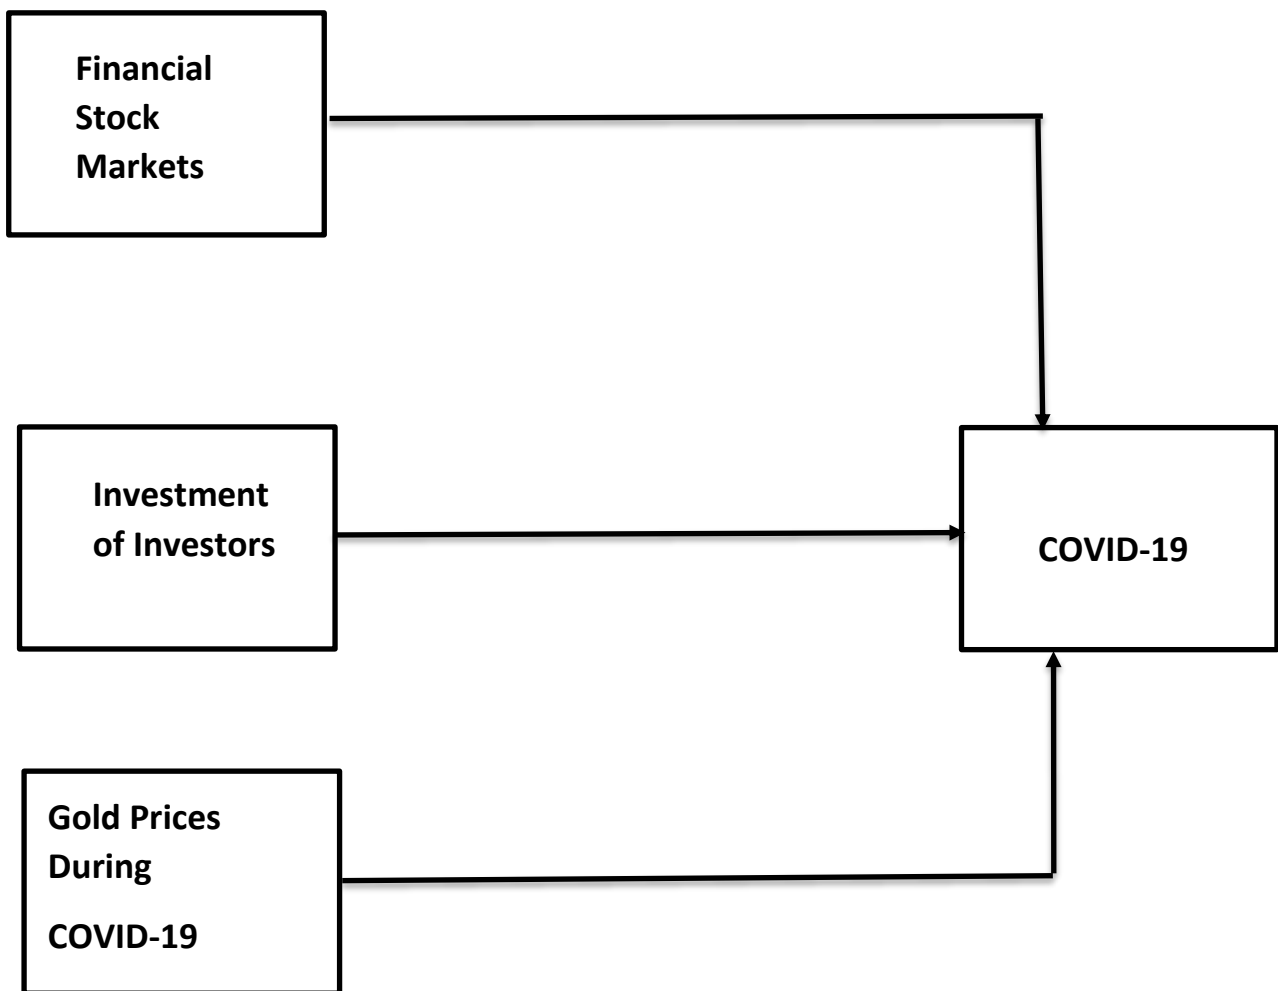 Financial
Stock
Markets
Investment
of Investors
COVID-19
Gold Prices
During
COVID-19